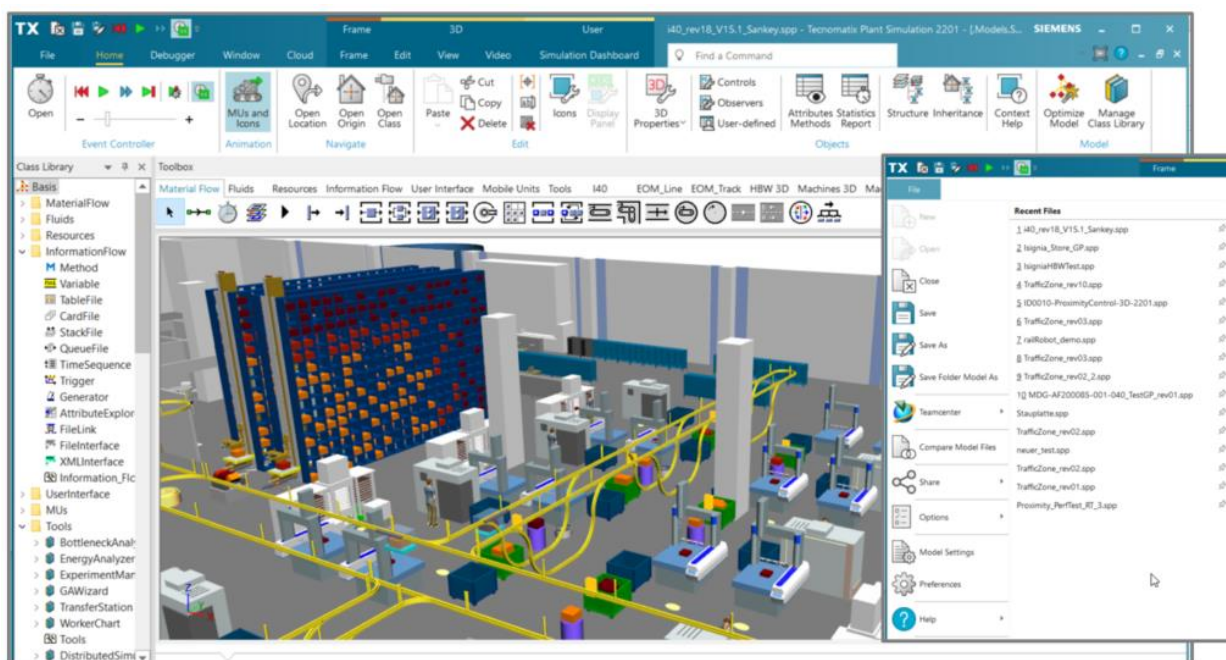 TX
Frame 3D User
i40_rev18_V15.1_Sankey.spp - Tecnomatix Plant Simulation 2201 - [.Models.S...
SIEMENS
File Home Debugger Window Cloud Frame Edit View Video Simulation Dashboard
Find a Command
Open
Event Controller
MUs and Icons
Animation
Open Location
Open Origin
Open Class
Navigate
Paste
Cut
Copy
Delete
Icons
Display Panel
Edit
3D Properties
Controls
Observers
User-defined
Attributes Methods
Statistics Report
Structure
Inheritance
Objects
Context Help
Optimize Model
Manage Class Library
Model
Class Library
Basis
MaterialFlow
Fluids
Resources
InformationFlow
Method
Variable
TableFile
CardFile
StackFile
QueueFile
TimeSequence
Trigger
Generator
AttributeExplor
FileLink
FileInterface
XMLInterface
Information_Flc
UserInterface
MUs
Tools
BottleneckAnal
EnergyAnalyzer
ExperimentMar
GAWizard
TransferStation
WorkerChart
Tools
DistributedSimu
Toolbox
Material Flow Fluids Resources Information Flow User Interface Mobile Units Tools I40 EOM_Line EOM_Track HBW 3D Machines 3D Ma
Z
Y
TX
Frame
File
New
Open
Close
Save
Save As
Save Folder Model As
Teamcenter
Compare Model Files
Share
Options
Model Settings
Preferences
Help
Recent Files
1 i40_rev18_V15.1_Sankey.spp
2 Isignia_Store_GP.spp
3 IsigniaHBWTest.spp
4 TrafficZone_rev10.spp
5 ID0010-ProximityControl-3D-2201.spp
6 TrafficZone_rev03.spp
7 railRobot_demo.spp
8 TrafficZone_rev03.spp
9 TrafficZone_rev02_2.spp
10 MDG-AF200085-001-040_TestGP_rev01.spp
Stauplatte.spp
TrafficZone_rev02.spp
neuer_test.spp
TrafficZone_rev02.spp
TrafficZone_rev01.spp
Proximity_PerfTest_RT_3.spp